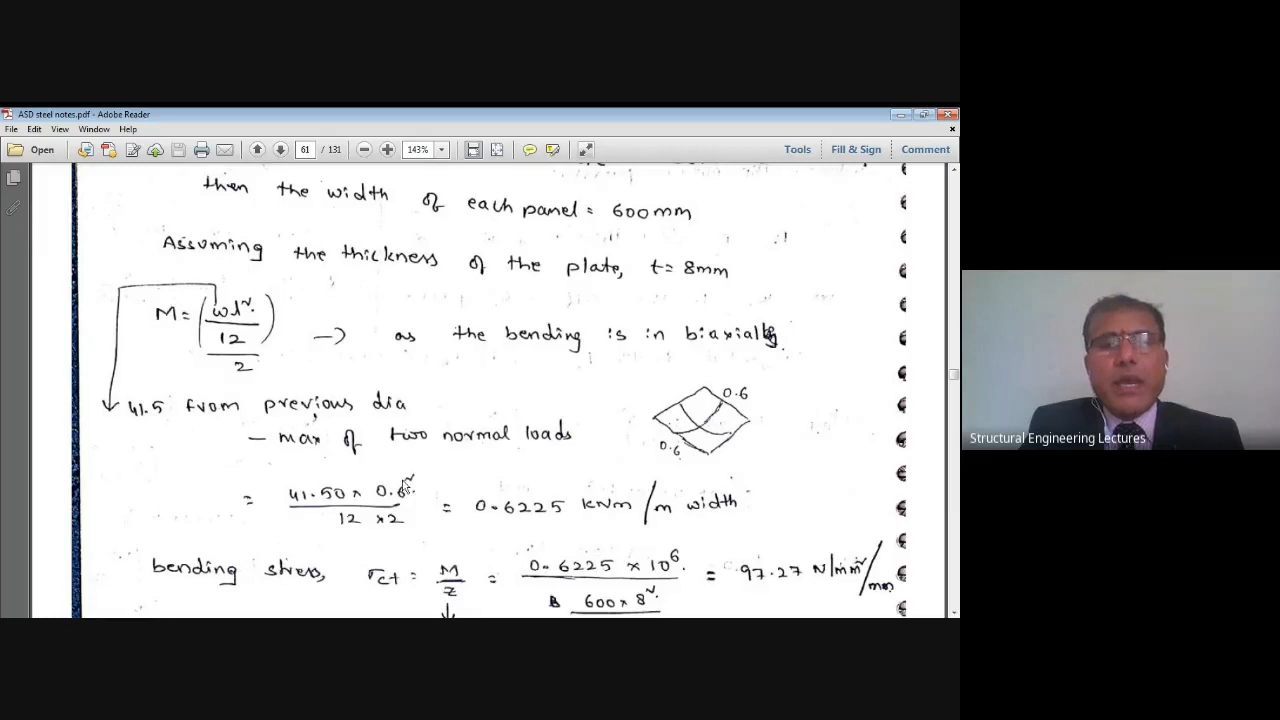 ASD steel notes.pdf - Adobe Reader
File Edit View Window Help
Open 61 / 131 143% Tools Fill & Sign Comment
then the width of each panel = 600mm
Assuming the thickness of the plate, t = 8mm
M = (wl²/12 / 2) → as the bending is in biaxially.
41.5 from previous dia
0.6
- max of two normal loads
0.6
= 41.50 × 0.6² / 12 × 2 = 0.6225 kNm/m width
bending stress, σct = M/Z = 0.6225 × 10⁶ / 600 × 8² = 97.27 N/mm²/mm
Structural Engineering Lectures